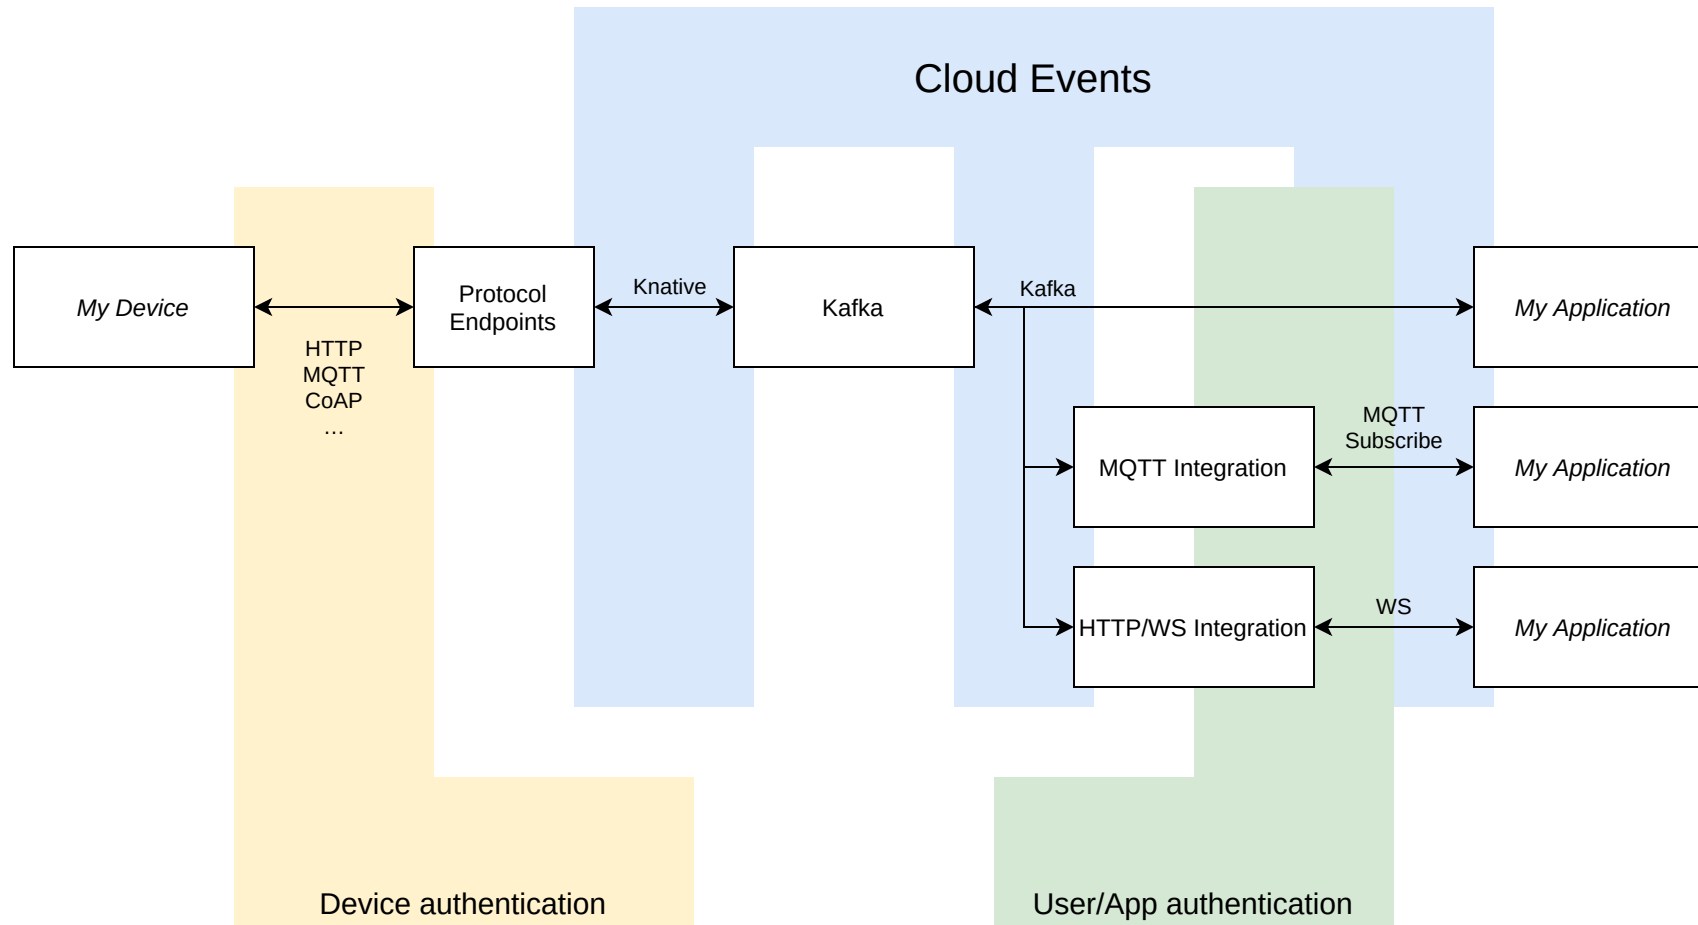 Cloud Events
My Device
HTTP
MQTT
CoAP
…
Protocol
Endpoints
Knative
Kafka
Kafka
My Application
MQTT Integration
MQTT
Subscribe
My Application
HTTP/WS Integration
WS
My Application
Device authentication
User/App authentication